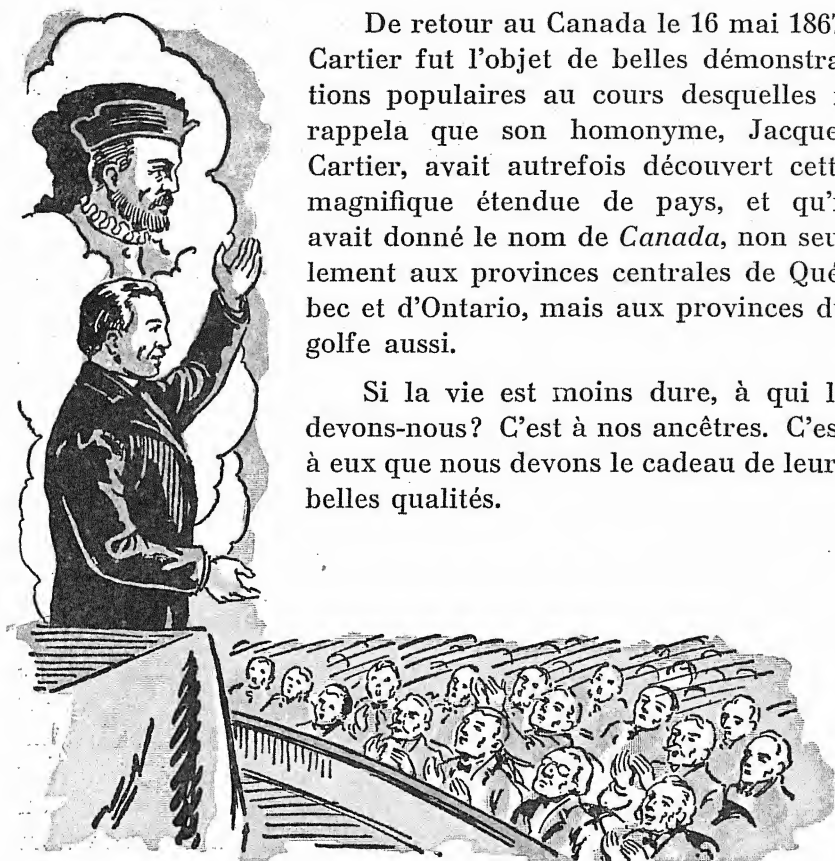 De retour au Canada le 16 mai 1867
Cartier fut l'objet de belles démonstra
tions populaires au cours desquelles
rappela que son homonyme, Jacque
Cartier, avait autrefois découvert cett
magnifique étendue de pays, et qu'i
avait donné le nom de Canada, non seu
lement aux provinces centrales de Qué
bec et d'Ontario, mais aux provinces d
golfe aussi.
Si la vie est moins dure, à qui l
devons-nous? C'est à nos ancêtres. C'es
à eux que nous devons le cadeau de leur
belles qualités.